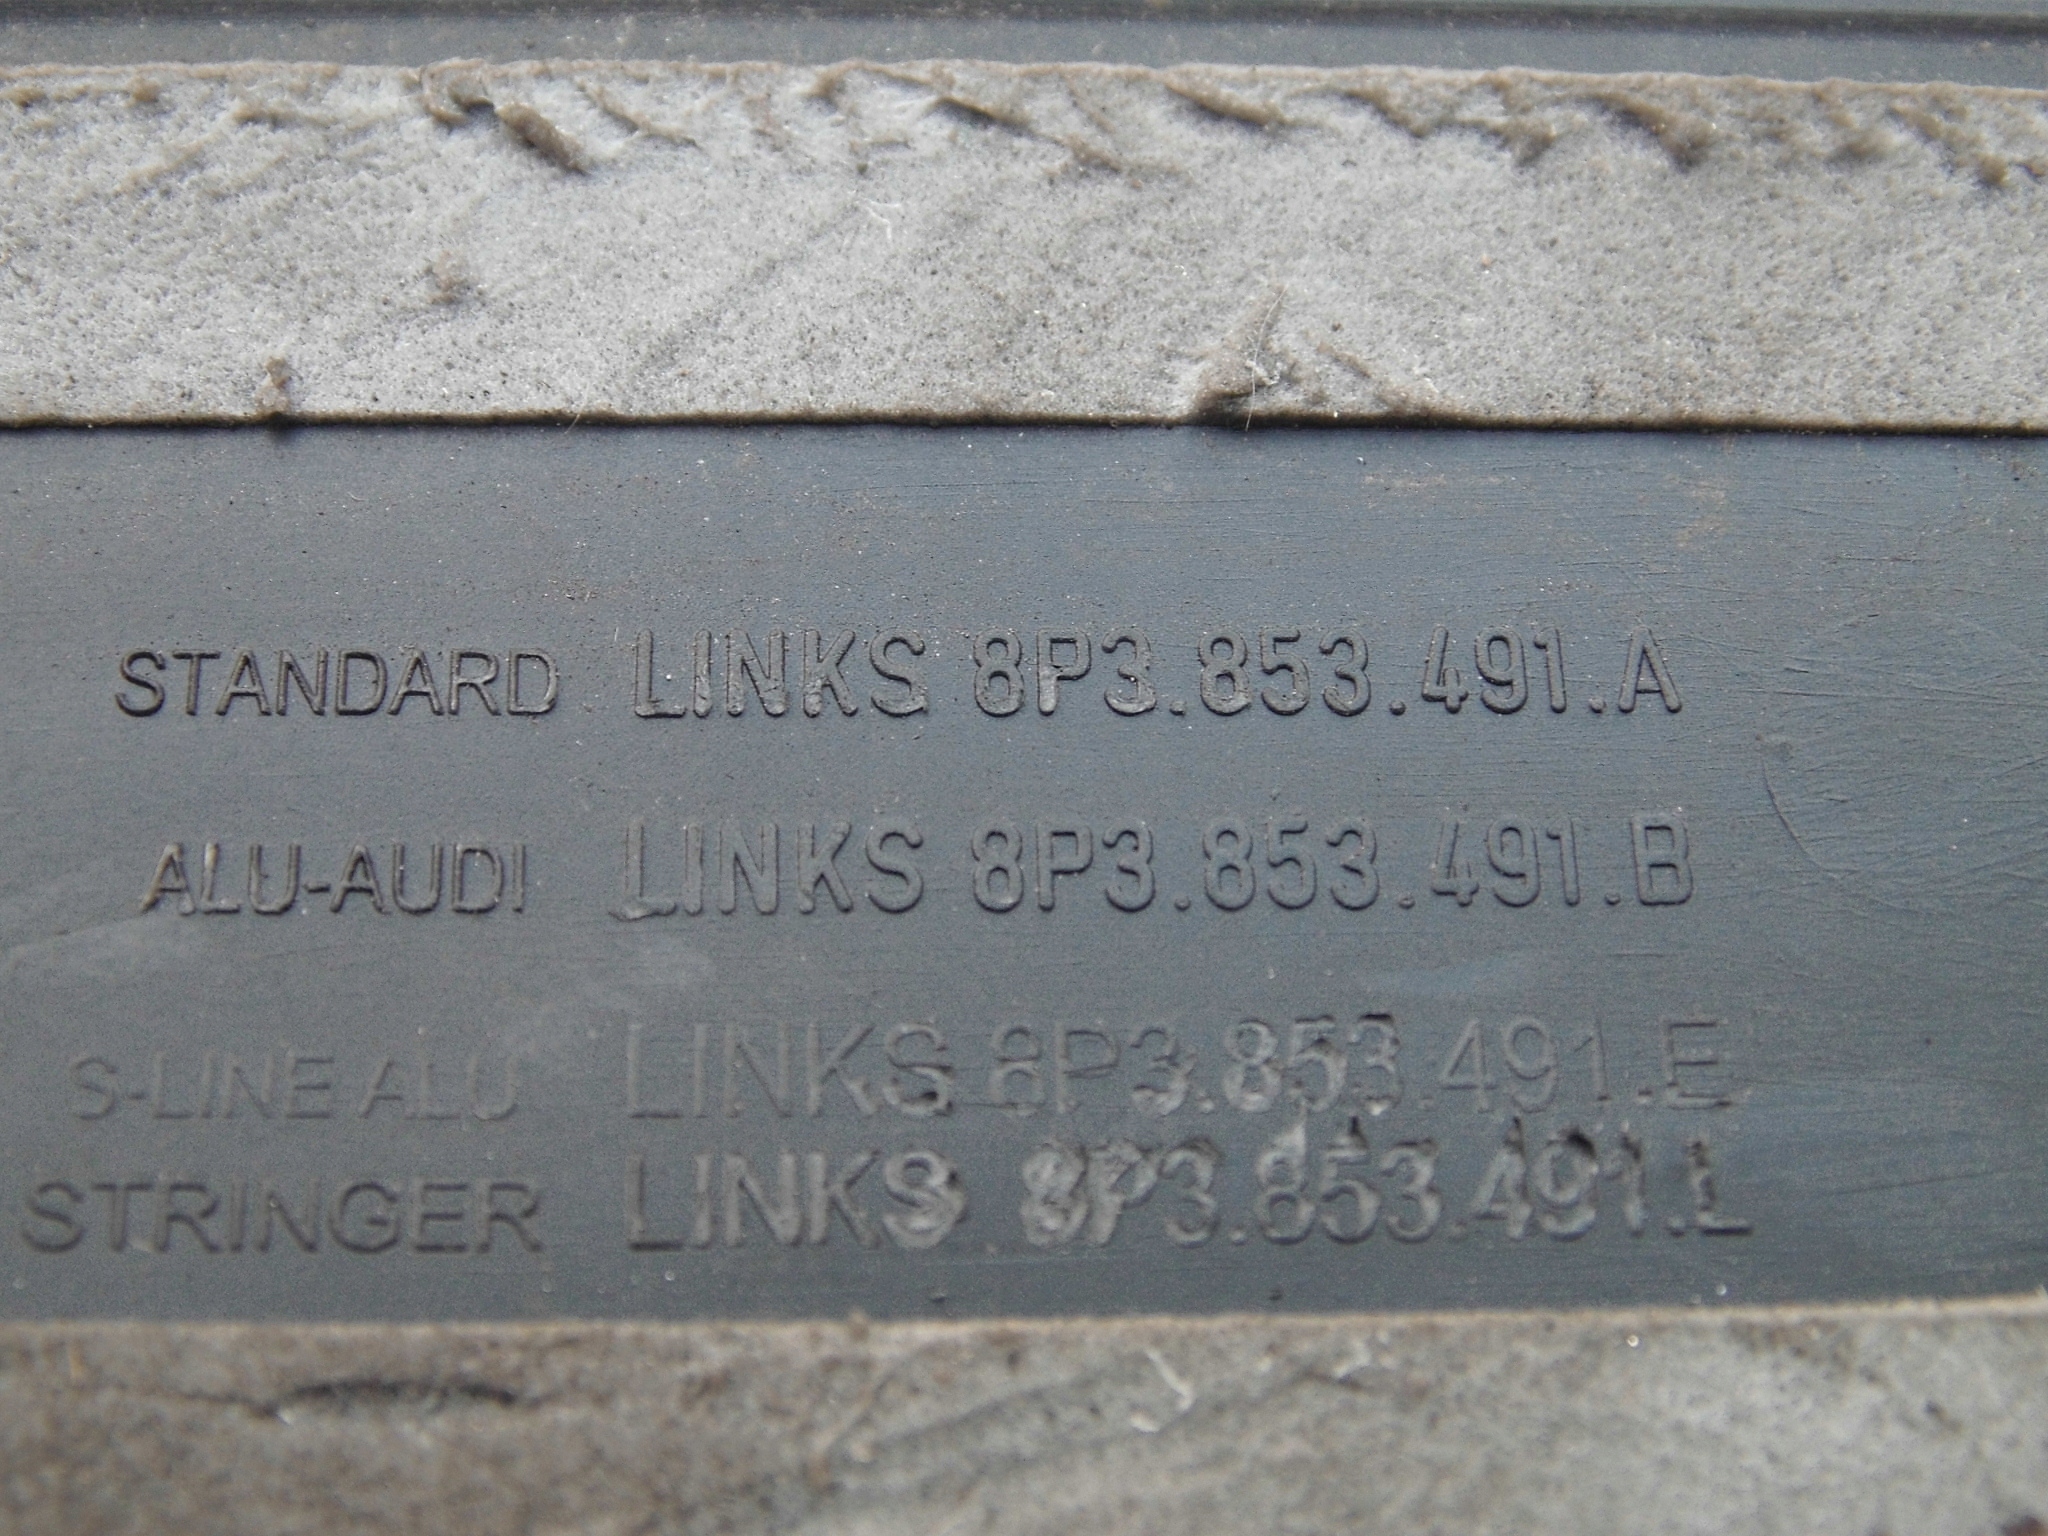 STANDARD LINKS 8P3.853.491.A
ALU-AUDI LINKS 8P3.853.491.B
S-LINE ALU LINKS 8P3.853.491.E
STRINGER LINKS 8P3.853.491.L